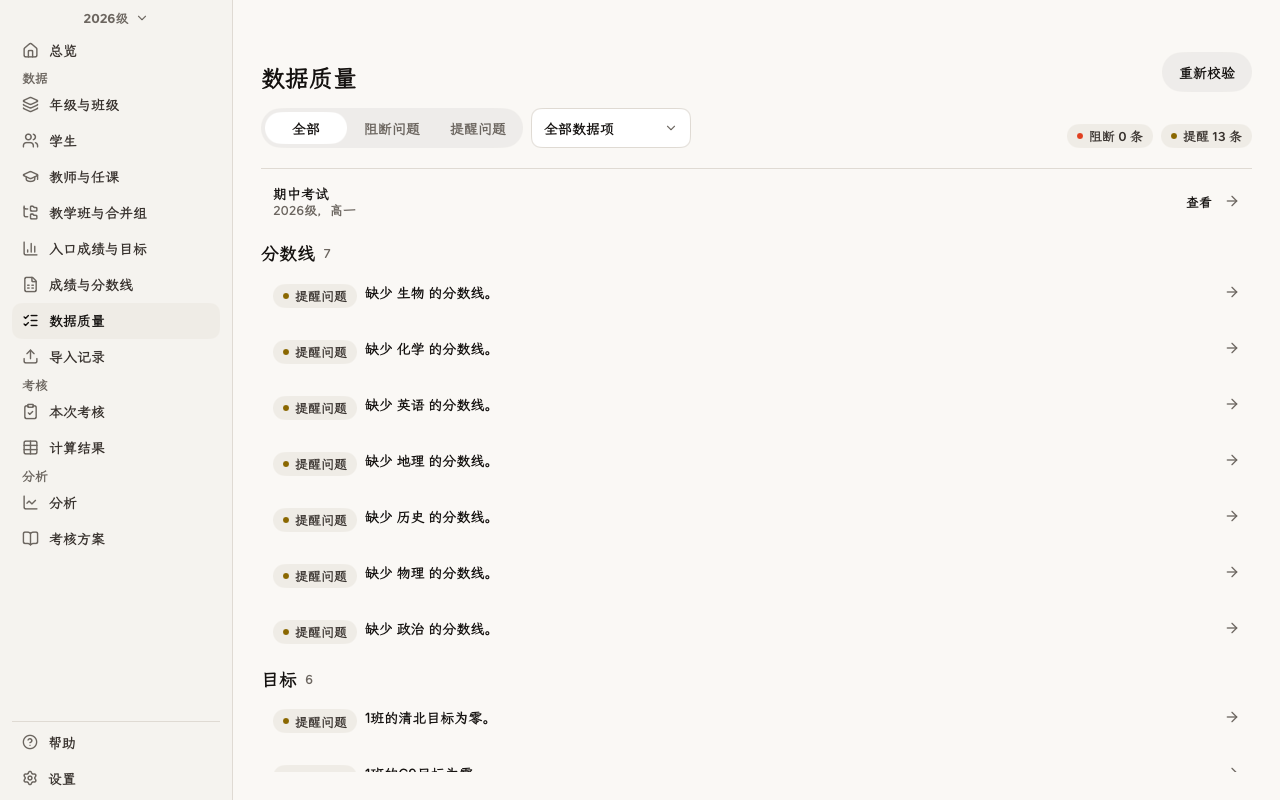 2026级
总览
数据
年级与班级
学生
教师与任课
教学班与合并组
入口成绩与目标
成绩与分数线
数据质量
导入记录
考核
本次考核
计算结果
分析
分析
考核方案
帮助
设置
数据质量
重新校验
全部
阻断问题
提醒问题
全部数据项
阻断 0 条
提醒 13 条
期中考试
2026级，高一
查看
分数线 7
提醒问题 缺少 生物 的分数线。
提醒问题 缺少 化学 的分数线。
提醒问题 缺少 英语 的分数线。
提醒问题 缺少 地理 的分数线。
提醒问题 缺少 历史 的分数线。
提醒问题 缺少 物理 的分数线。
提醒问题 缺少 政治 的分数线。
目标 6
提醒问题 1班的清北目标为零。